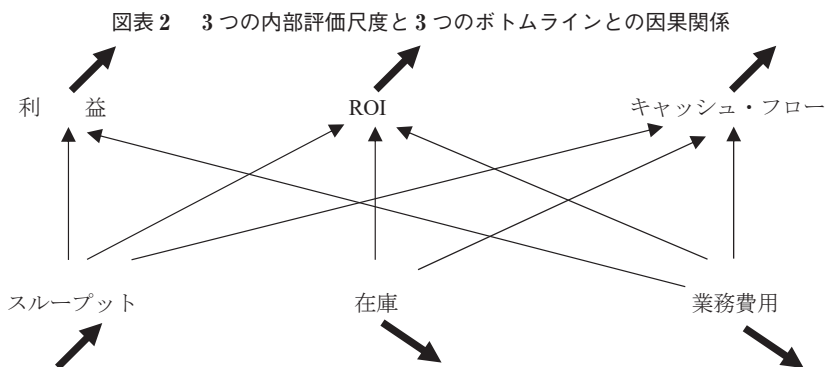 図表2　3つの内部評価尺度と3つのボトムラインとの因果関係
利　益　ROI　キャッシュ・フロー
スループット　在庫　業務費用